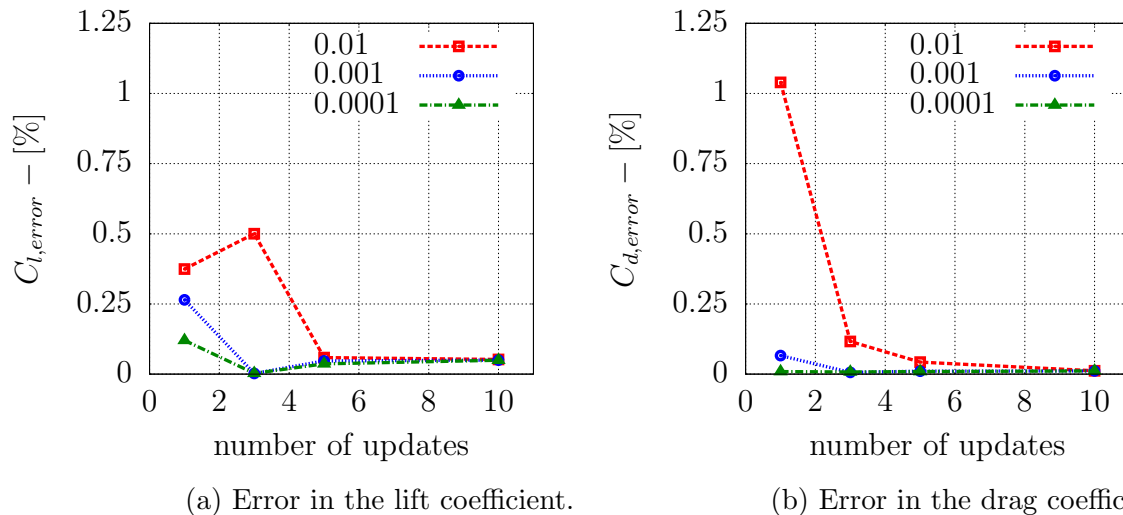 1.25
1
0.75
0.5
0.25
0
0 2 4 6 8 10
C_{l,error} − [%]
number of updates
0.01
0.001
0.0001
(a) Error in the lift coefficient.
1.25
1
0.75
0.5
0.25
0
0 2 4 6 8 10
C_{d,error} − [%]
number of updates
0.01
0.001
0.0001
(b) Error in the drag coeffic